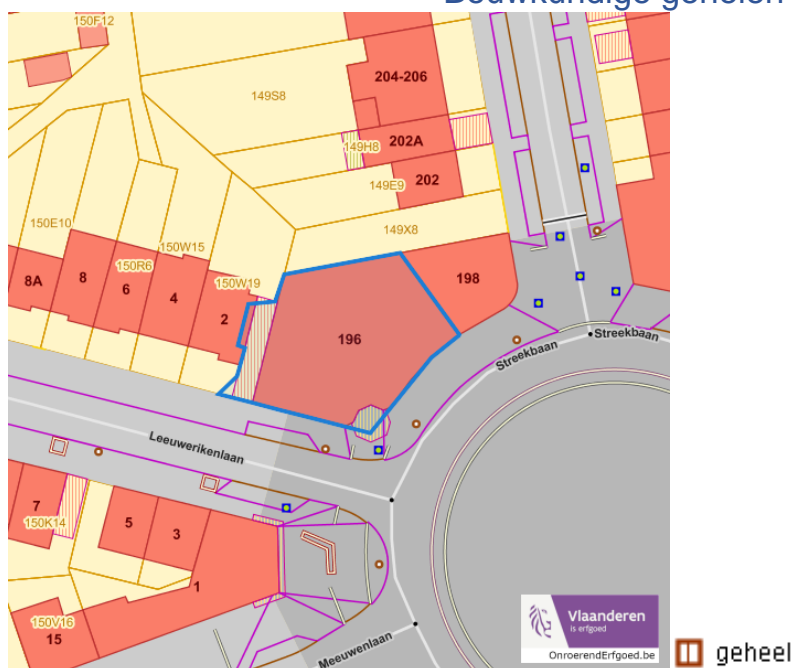 Bouwkundige gehelen
150F12
204-206
149S8
202A
149H8
202
149E9
150E10
149X8
150W15
150R6
150W19
198
8A
8
6
4
2
196
Streekbaan
Streekbaan
Leeuwerikenlaan
7
5
3
150K14
1
150V16
15
Meeuwenlaan
Vlaanderen
is erfgoed
OnroerendErfgoed.be
geheel